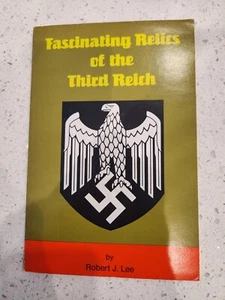 Fascinating Relics
of the
Third Reich
by
Robert J. Lee